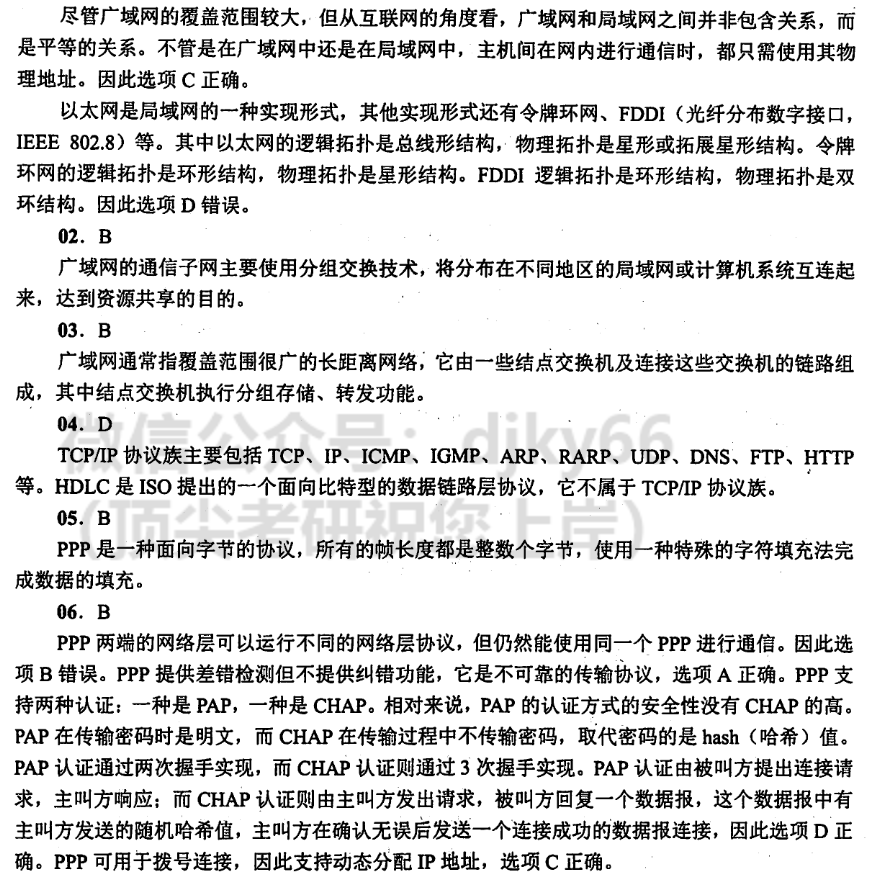 尽管广域网的覆盖范围较大，但从互联网的角度看，广域网和局域网之间并非包含关系，而
是平等的关系。不管是在广域网中还是在局域网中，主机间在网内进行通信时，都只需使用其物
理地址。因此选项 C 正确。
以太网是局域网的一种实现形式，其他实现形式还有令牌环网、FDDI（光纤分布数字接口，
IEEE 802.8）等。其中以太网的逻辑拓扑是总线形结构，物理拓扑是星形或拓展星形结构。令牌
环网的逻辑拓扑是环形结构，物理拓扑是星形结构。FDDI 逻辑拓扑是环形结构，物理拓扑是双
环结构。因此选项 D 错误。
02．B
广域网的通信子网主要使用分组交换技术，将分布在不同地区的局域网或计算机系统互连起
来，达到资源共享的目的。
03．B
广域网通常指覆盖范围很广的长距离网络，它由一些结点交换机及连接这些交换机的链路组
成，其中结点交换机执行分组存储、转发功能。
微信公众号：djky66
04．D
TCP/IP 协议族主要包括 TCP、IP、ICMP、IGMP、ARP、RARP、UDP、DNS、FTP、HTTP
等。HDLC 是 ISO 提出的一个面向比特型的数据链路层协议，它不属于 TCP/IP 协议族。
（顶尖考研祝您上岸）
05．B
PPP 是一种面向字节的协议，所有的帧长度都是整数个字节，使用一种特殊的字符填充法完
成数据的填充。
06．B
PPP 两端的网络层可以运行不同的网络层协议，但仍然能使用同一个 PPP 进行通信。因此选
项 B 错误。PPP 提供差错检测但不提供纠错功能，它是不可靠的传输协议，选项 A 正确。PPP 支
持两种认证：一种是 PAP，一种是 CHAP。相对来说，PAP 的认证方式的安全性没有 CHAP 的高。
PAP 在传输密码时是明文，而 CHAP 在传输过程中不传输密码，取代密码的是 hash（哈希）值。
PAP 认证通过两次握手实现，而 CHAP 认证则通过 3 次握手实现。PAP 认证由被叫方提出连接请
求，主叫方响应；而 CHAP 认证则由主叫方发出请求，被叫方回复一个数据报，这个数据报中有
主叫方发送的随机哈希值，主叫方在确认无误后发送一个连接成功的数据报连接，因此选项 D 正
确。PPP 可用于拨号连接，因此支持动态分配 IP 地址，选项 C 正确。